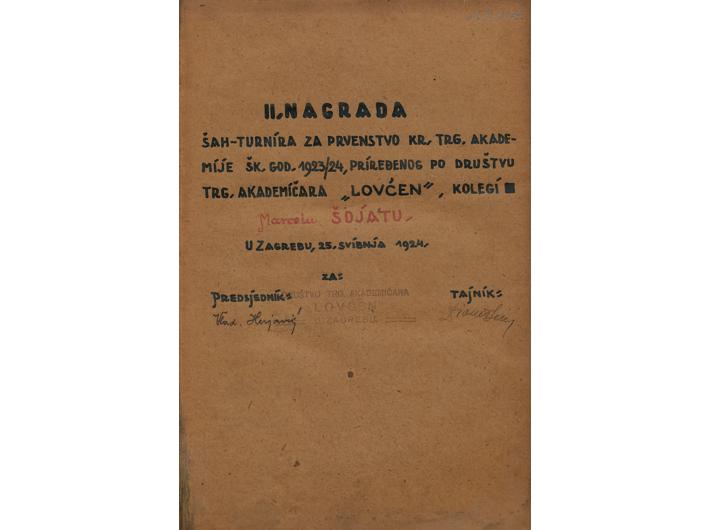 II. NAGRADA
ŠAH-TURNIRA ZA PRVENSTVO KR. TRG. AKADE-
MIJE ŠK. GOD. 1923/24, PRIREĐENOG PO DRUŠTVU
TRG. AKADEMIČARA „LOVĆEN“, KOLEGI
Marcelu ŠOJATU.
U ZAGREBU, 25. SVIBNJA 1924.
ZA:
PREDSJEDNIK: DRUŠTVO TRG. AKADEMIČARA TAJNIK:
Vlad. LOVĆEN
U ZAGREBU